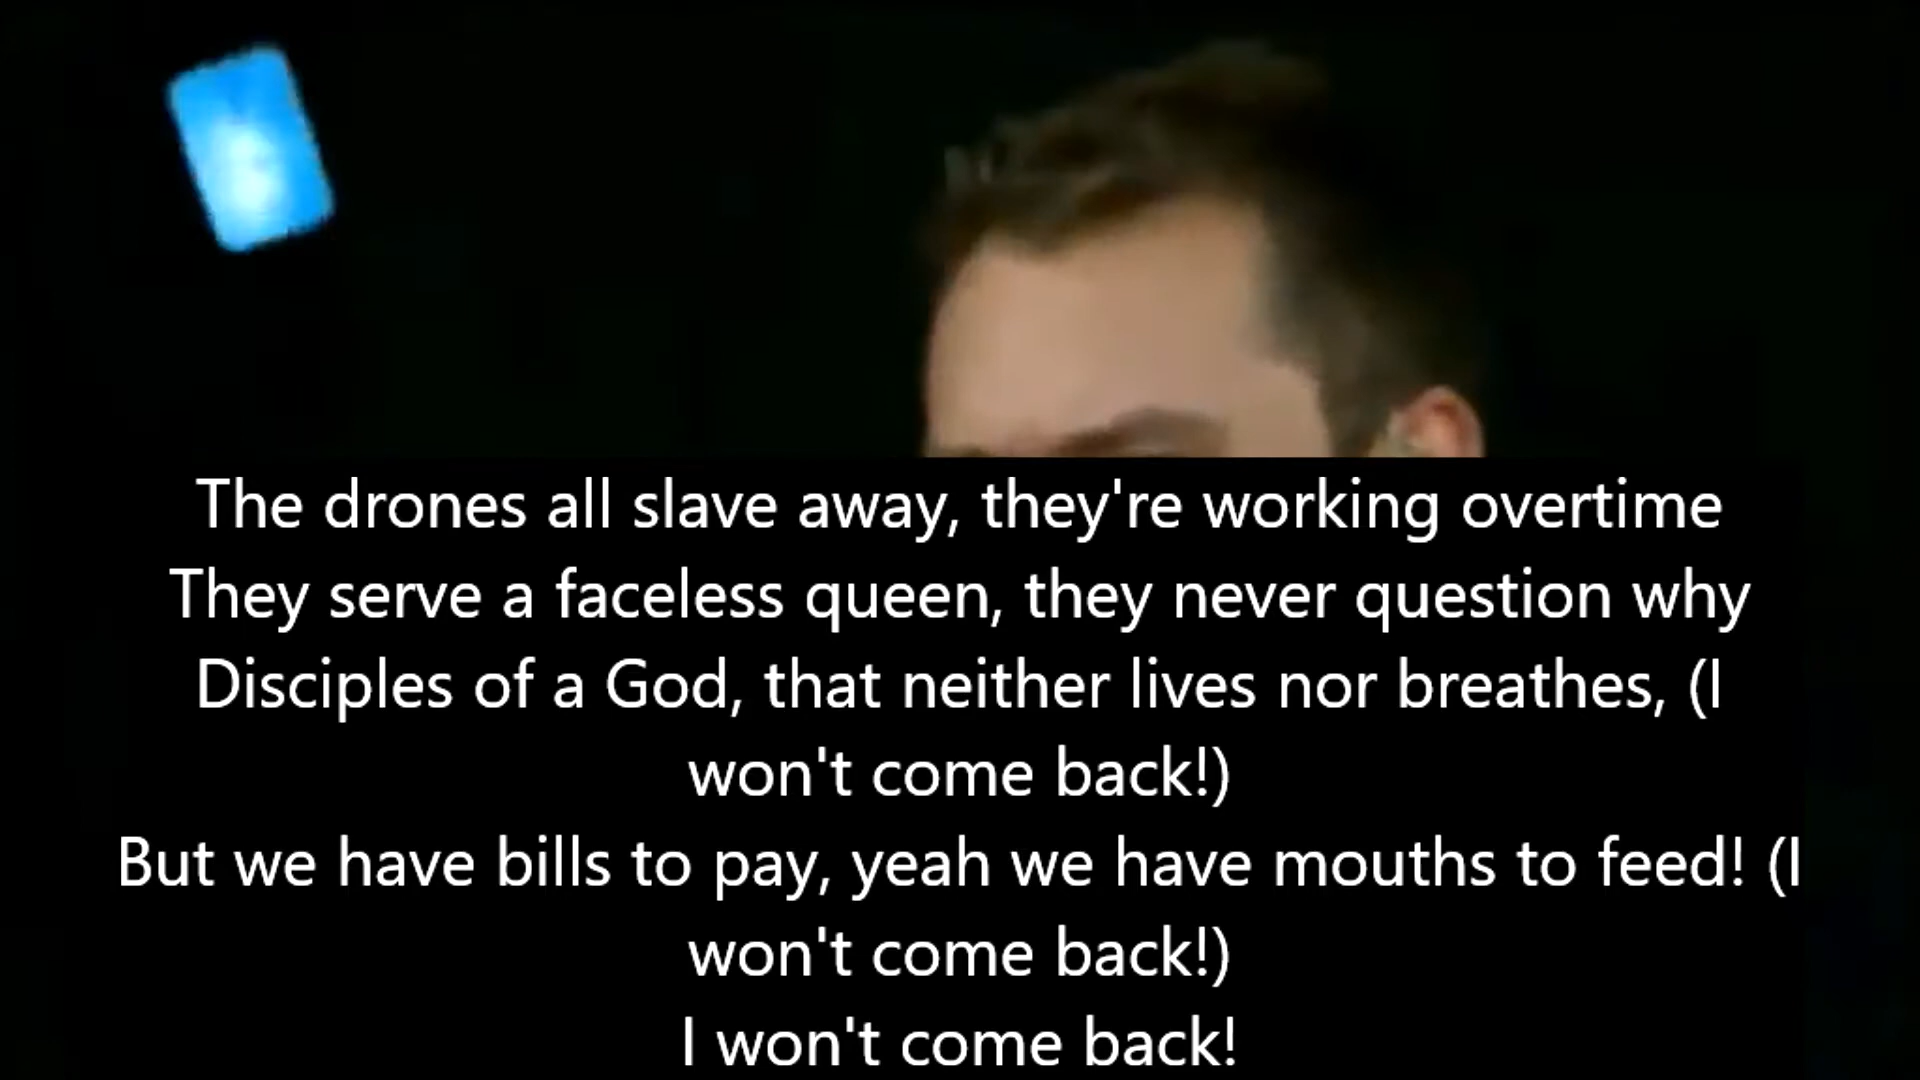 The drones all slave away, they're working overtime
They serve a faceless queen, they never question why
Disciples of a God, that neither lives nor breathes, (I
won't come back!)
But we have bills to pay, yeah we have mouths to feed! (I
won't come back!)
I won't come back!